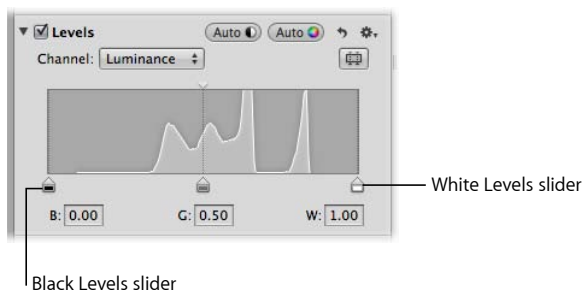 Levels
Auto
Auto
Channel: Luminance
White Levels slider
B: 0.00
G: 0.50
W: 1.00
Black Levels slider